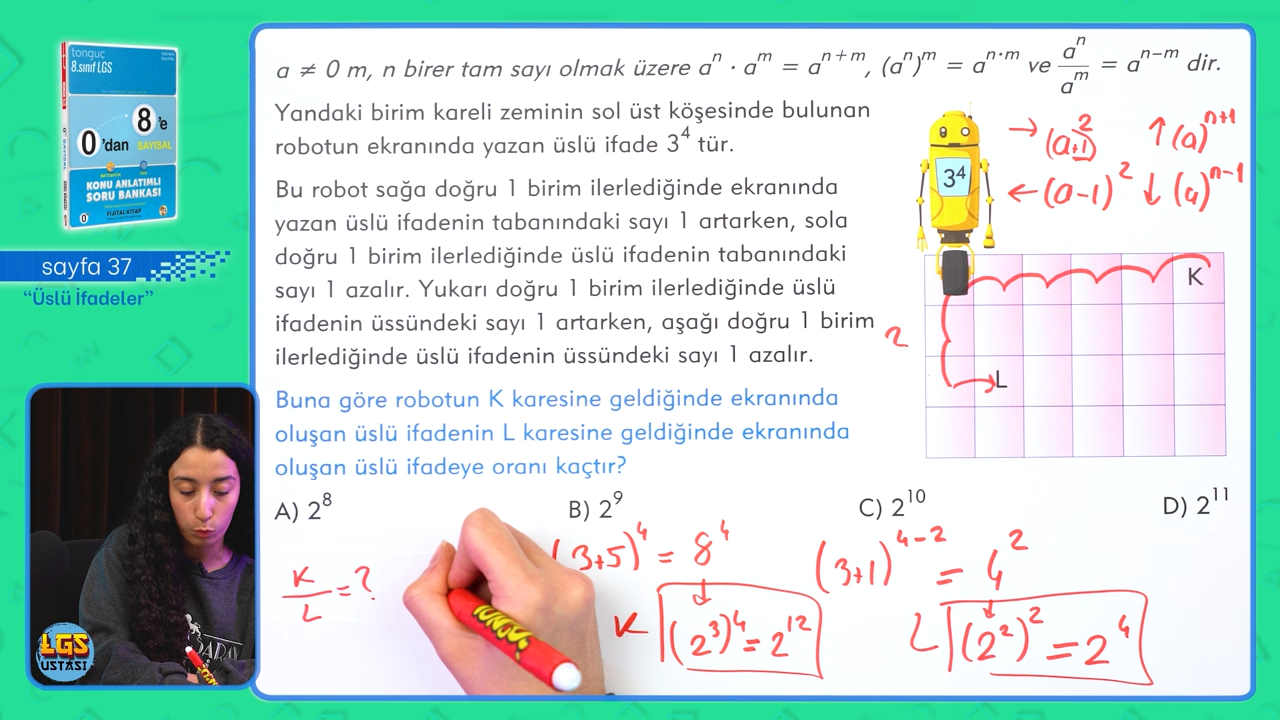 tonguç
8.sınıf LGS
0'dan 8'e
SAYISAL
MATEMATİK
KONU ANLATIMLI
SORU BANKASI
FİJİTAL KİTAP
sayfa 37
“Üslü İfadeler”
a ≠ 0 m, n birer tam sayı olmak üzere aⁿ · aᵐ = aⁿ⁺ᵐ, (aⁿ)ᵐ = aⁿ·ᵐ ve aⁿ/aᵐ = aⁿ⁻ᵐ dir.
Yandaki birim kareli zeminin sol üst köşesinde bulunan
robotun ekranında yazan üslü ifade 3⁴ tür.
Bu robot sağa doğru 1 birim ilerlediğinde ekranında
yazan üslü ifadenin tabanındaki sayı 1 artarken, sola
doğru 1 birim ilerlediğinde üslü ifadenin tabanındaki
sayı 1 azalır. Yukarı doğru 1 birim ilerlediğinde üslü
ifadenin üssündeki sayı 1 artarken, aşağı doğru 1 birim
ilerlediğinde üslü ifadenin üssündeki sayı 1 azalır.
Buna göre robotun K karesine geldiğinde ekranında
oluşan üslü ifadenin L karesine geldiğinde ekranında
oluşan üslü ifadeye oranı kaçtır?
3⁴
→ (a+1)² ↑ (a)ⁿ⁺¹
← (a-1)² ↓ (a)ⁿ⁻¹
K
2
L
A) 2⁸ B) 2⁹ C) 2¹⁰ D) 2¹¹
K/L = ?
(3+5)⁴ = 8⁴
K (2³)⁴ = 2¹²
(3+1)⁴⁻² = 4²
L (2²)² = 2⁴
LGS
USTASI